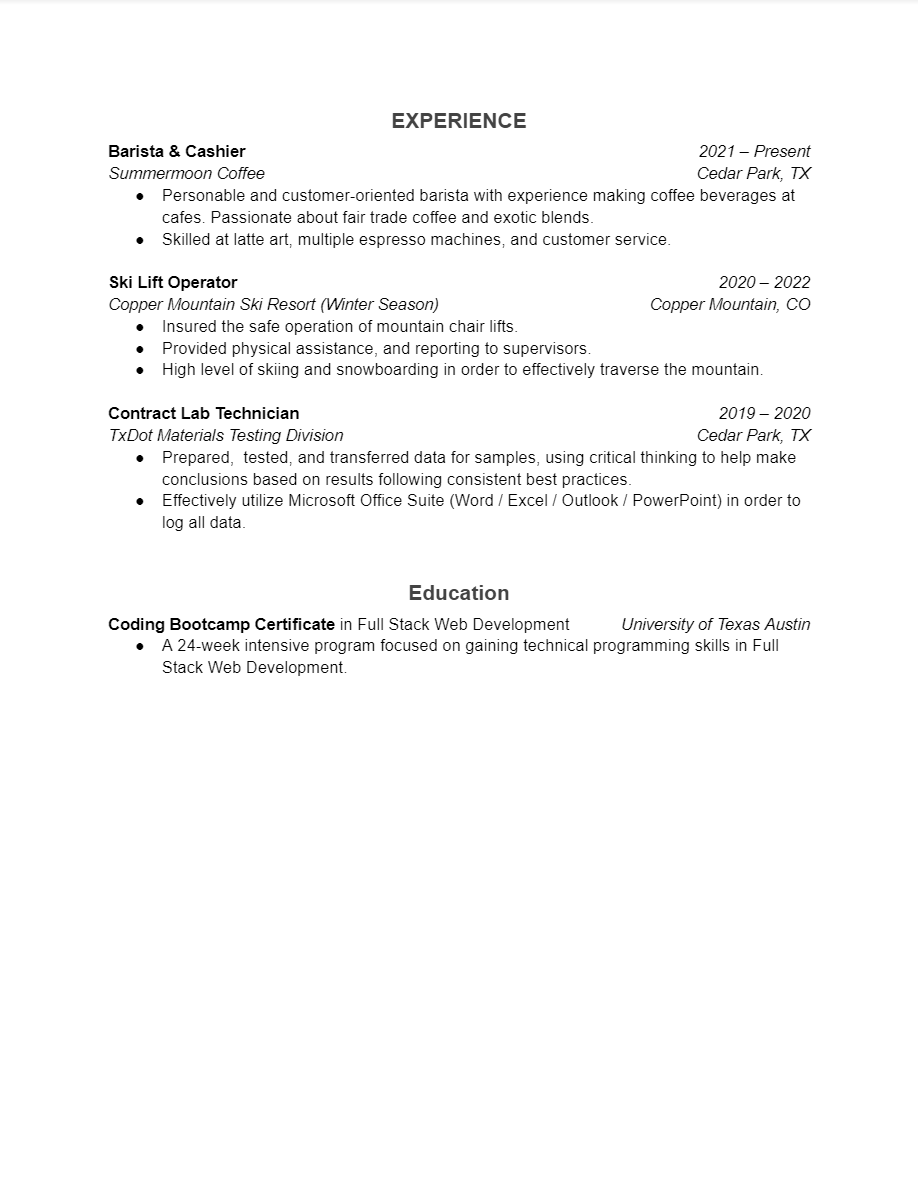 EXPERIENCE
Barista & Cashier 2021 – Present
Summermoon Coffee Cedar Park, TX
● Personable and customer-oriented barista with experience making coffee beverages at
cafes. Passionate about fair trade coffee and exotic blends.
● Skilled at latte art, multiple espresso machines, and customer service.
Ski Lift Operator 2020 – 2022
Copper Mountain Ski Resort (Winter Season) Copper Mountain, CO
● Insured the safe operation of mountain chair lifts.
● Provided physical assistance, and reporting to supervisors.
● High level of skiing and snowboarding in order to effectively traverse the mountain.
Contract Lab Technician 2019 – 2020
TxDot Materials Testing Division Cedar Park, TX
● Prepared,  tested, and transferred data for samples, using critical thinking to help make
conclusions based on results following consistent best practices.
● Effectively utilize Microsoft Office Suite (Word / Excel / Outlook / PowerPoint) in order to
log all data.
Education
Coding Bootcamp Certificate in Full Stack Web Development University of Texas Austin
● A 24-week intensive program focused on gaining technical programming skills in Full
Stack Web Development.